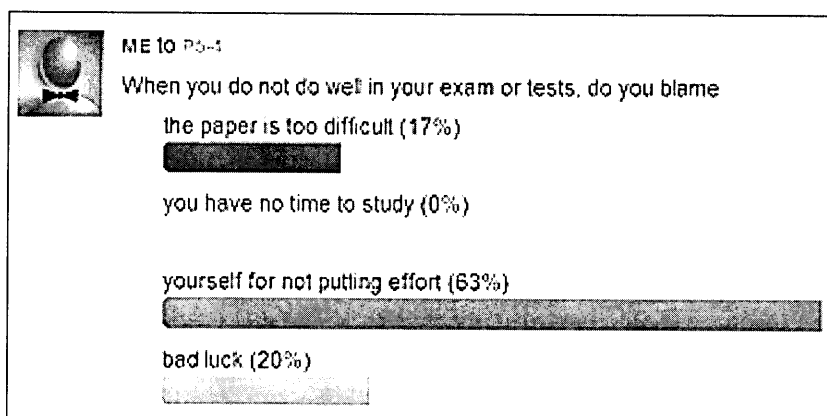 ME to P5-4
When you do not do well in your exam or tests, do you blame
the paper is too difficult (17%)
you have no time to study (0%)
yourself for not putting effort (63%)
bad luck (20%)